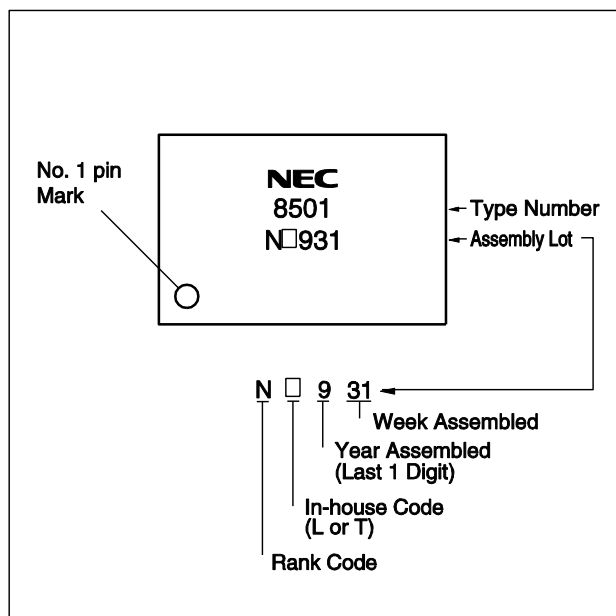 No. 1 pin
Mark
NEC
8501
N□931
Type Number
Assembly Lot
N □ 9 31
Week Assembled
Year Assembled
(Last 1 Digit)
In-house Code
(L or T)
Rank Code